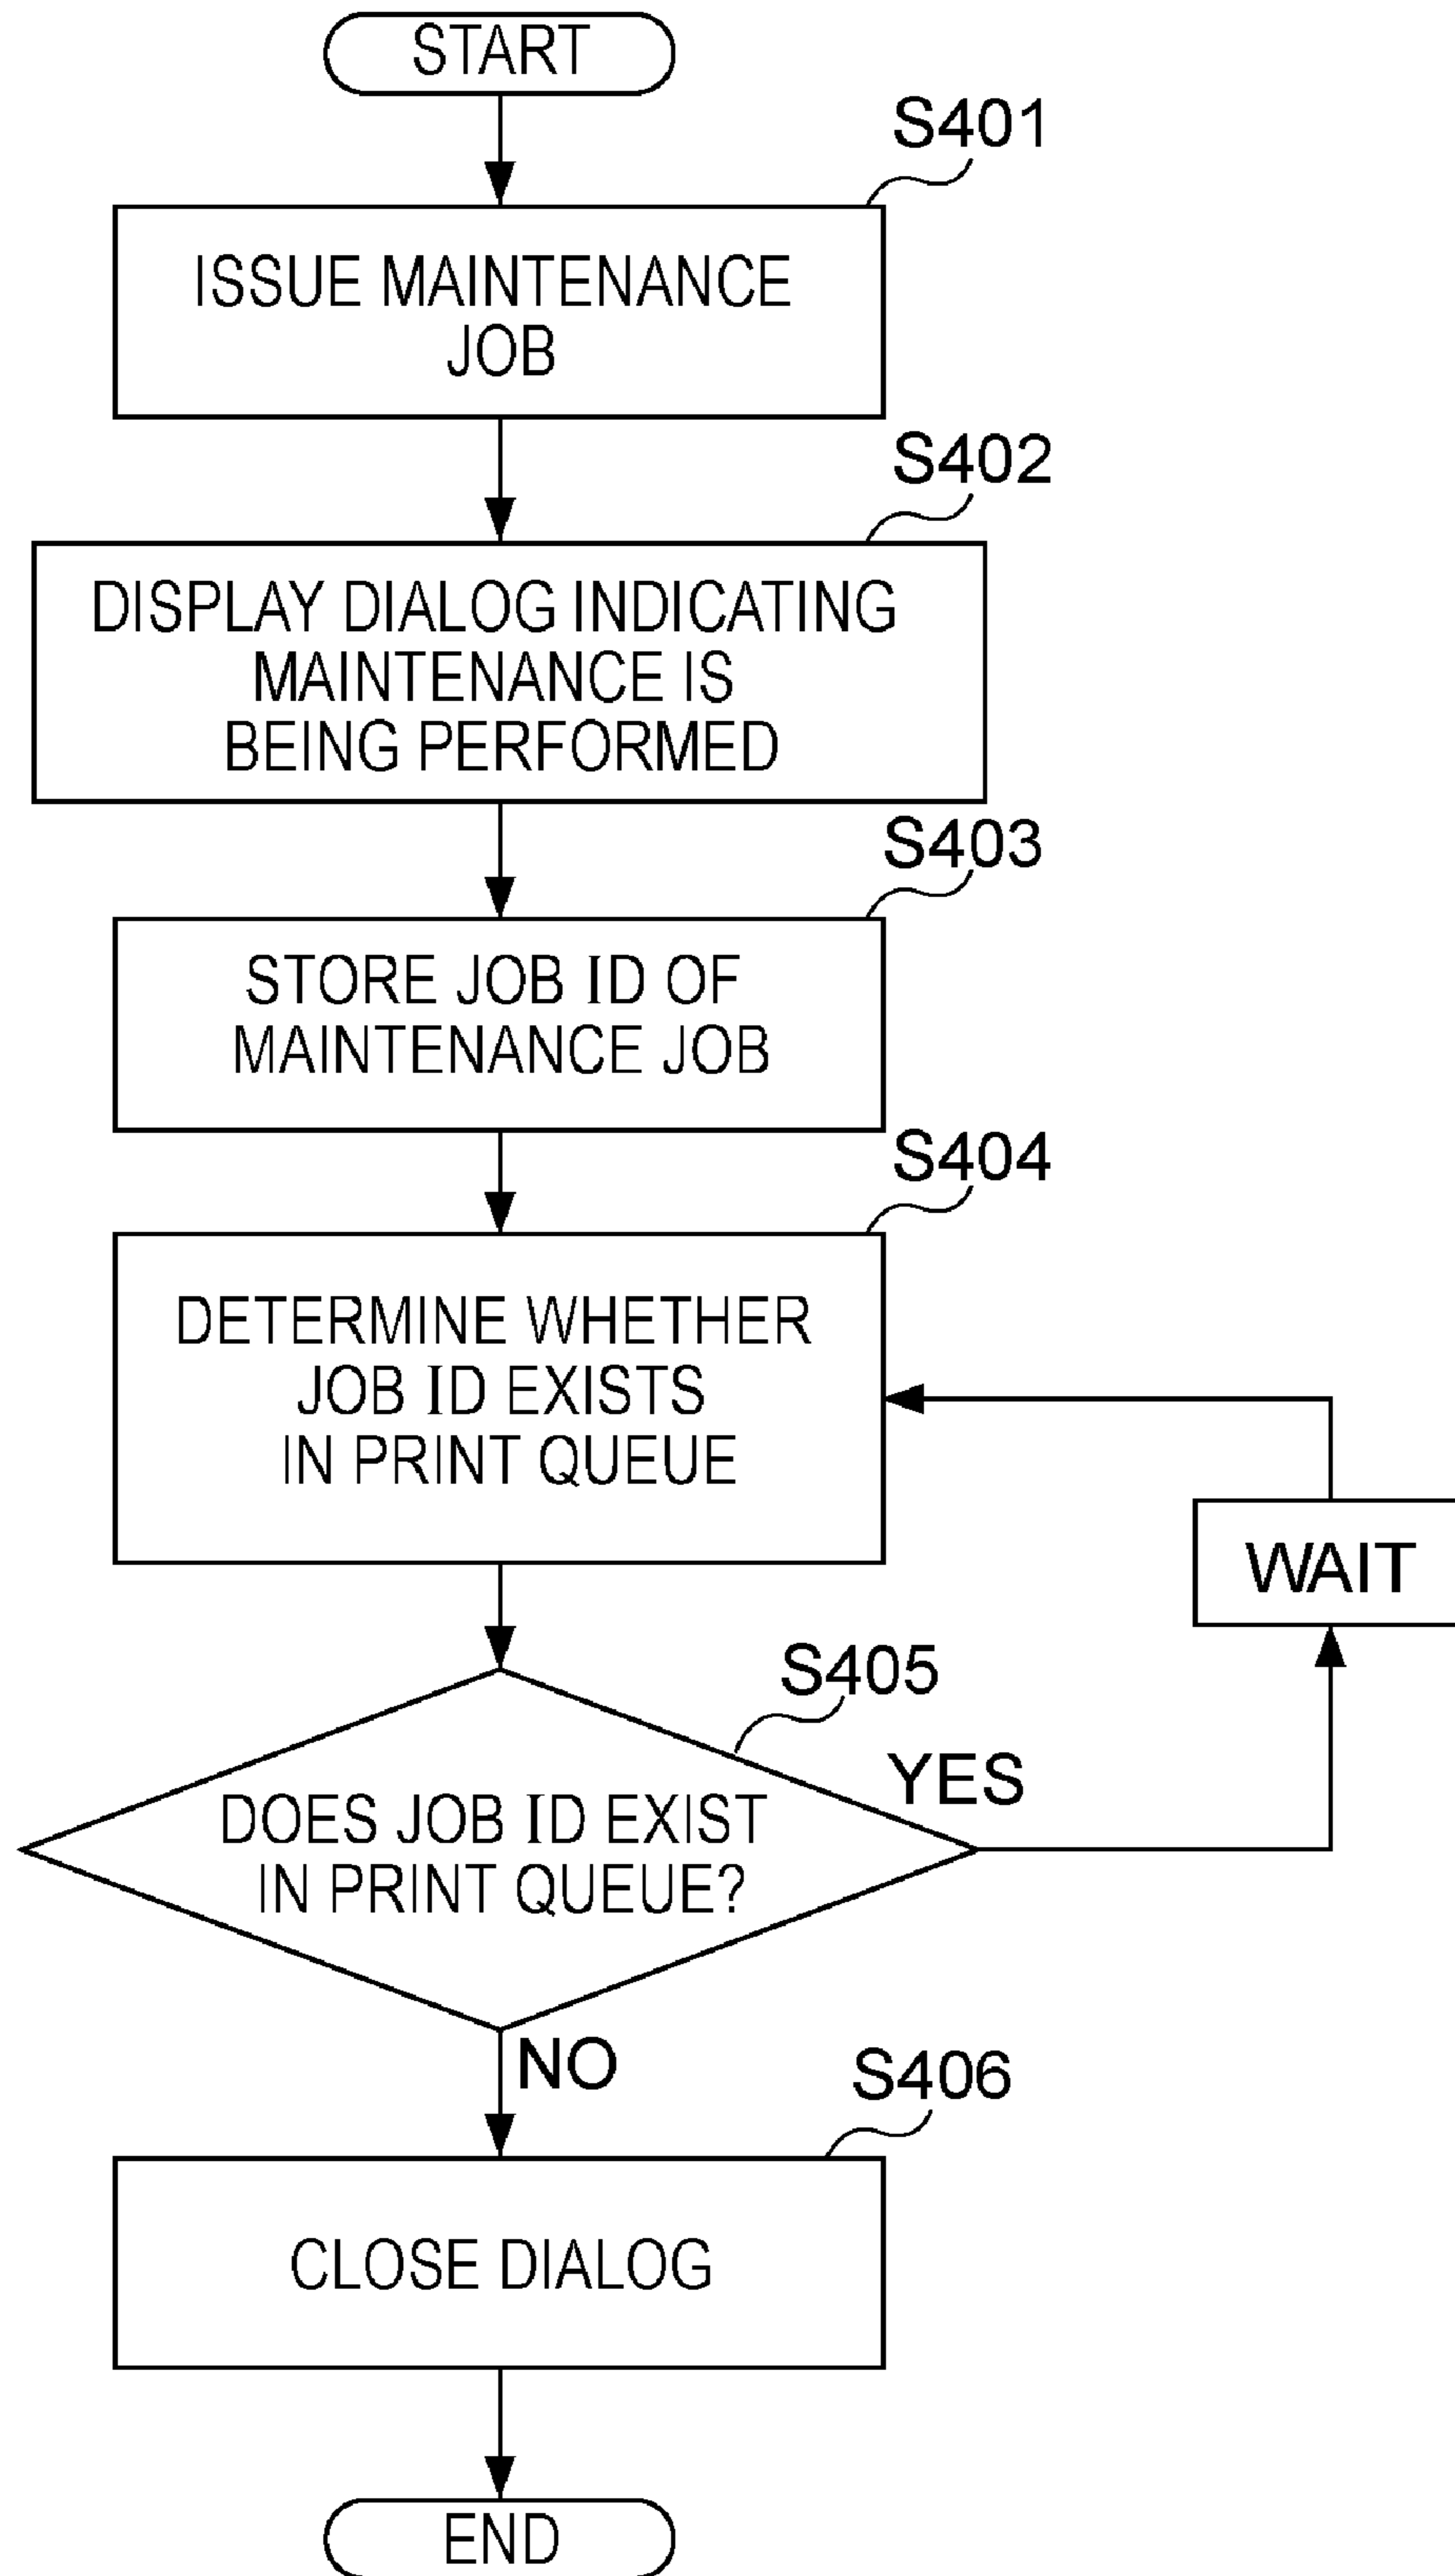 START
S401
ISSUE MAINTENANCE
JOB
S402
DISPLAY DIALOG INDICATING
MAINTENANCE IS
BEING PERFORMED
S403
STORE JOB ID OF
MAINTENANCE JOB
S404
DETERMINE WHETHER
JOB ID EXISTS
IN PRINT QUEUE
WAIT
S405
YES
DOES JOB ID EXIST
IN PRINT QUEUE?
NO
S406
CLOSE DIALOG
END